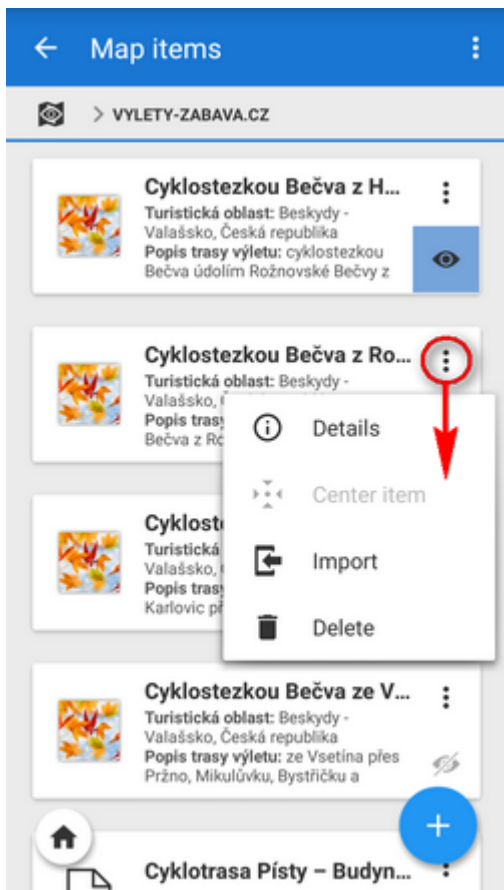 Map items
VYLETY-ZABAVA.CZ
Cyklostezkou Bečva z H...
Turistická oblast: Beskydy -
Valašsko, Česká republika
Popis trasy výletu: cyklostezkou
Bečva údolím Rožnovské Bečvy z
Cyklostezkou Bečva z Ro...
Turistická oblast: Beskydy -
Valašsko,
Popis trasy
Bečva z Ro
Details
Center item
Import
Delete
Cyklost
Turistická
Valašsko,
Popis trasy
Karlovic
Cyklostezkou Bečva ze V...
Turistická oblast: Beskydy -
Valašsko, Česká republika
Popis trasy výletu: ze Vsetína přes
Pržno, Mikulůvku, Bystřičku a
Cyklotrasa Písty – Budyn...